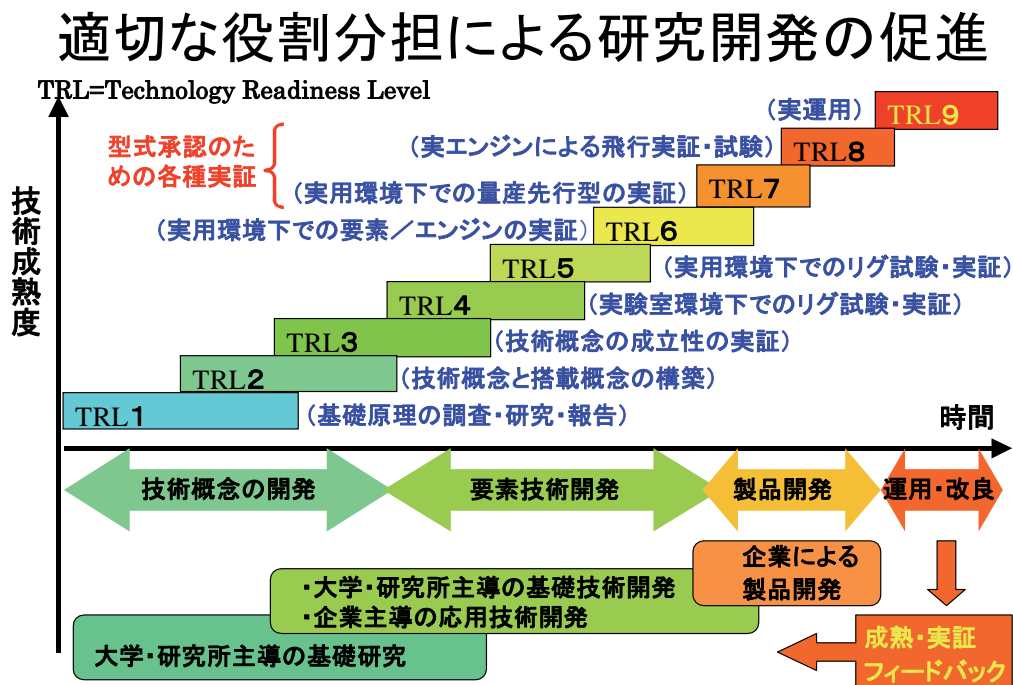 適切な役割分担による研究開発の促進
TRL=Technology Readiness Level
(実運用)
TRL9
型式承認のた
めの各種実証
(実エンジンによる飛行実証・試験)
TRL8
(実用環境下での量産先行型の実証)
TRL7
(実用環境下での要素/エンジンの実証)
TRL6
TRL5
(実用環境下でのリグ試験・実証)
TRL4
(実験室環境下でのリグ試験・実証)
TRL3
(技術概念の成立性の実証)
TRL2
(技術概念と搭載概念の構築)
TRL1
(基礎原理の調査・研究・報告)
技術成熟度
時間
技術概念の開発
要素技術開発
製品開発
運用・改良
企業による
製品開発
・大学・研究所主導の基礎技術開発
・企業主導の応用技術開発
大学・研究所主導の基礎研究
成熟・実証
フィードバック